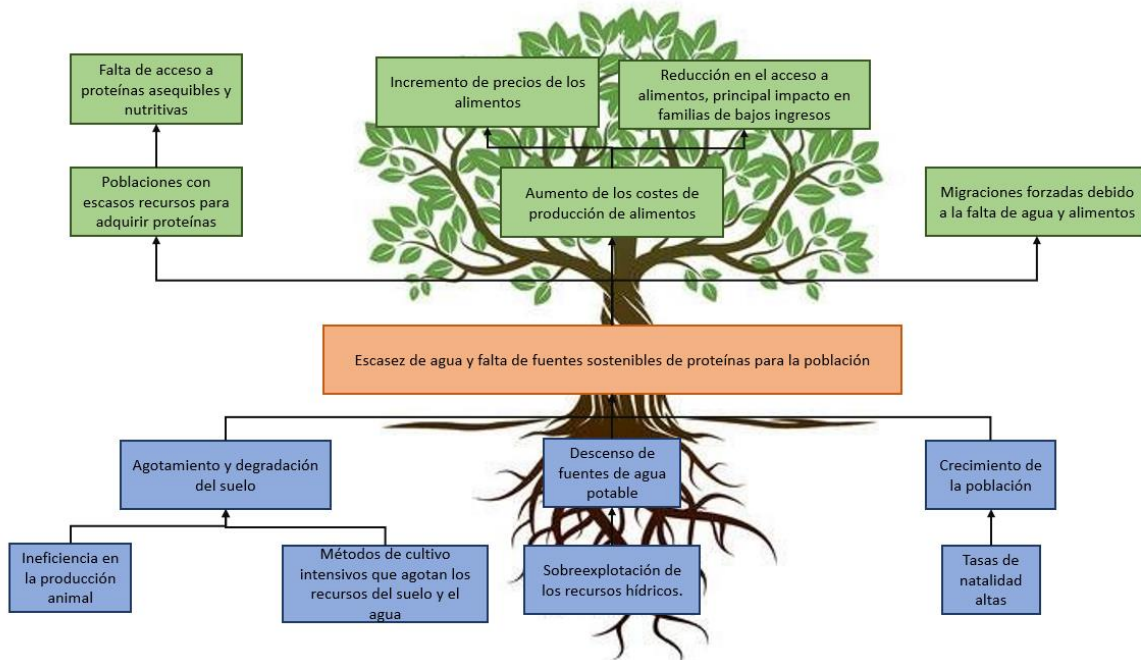 Falta de acceso a
proteínas asequibles y
nutritivas
Incremento de precios de los
alimentos
Reducción en el acceso a
alimentos, principal impacto en
familias de bajos ingresos
Poblaciones con
escasos recursos para
adquirir proteínas
Aumento de los costes de
producción de alimentos
Migraciones forzadas debido
a la falta de agua y alimentos
Escasez de agua y falta de fuentes sostenibles de proteínas para la población
Agotamiento y degradación
del suelo
Descenso de
fuentes de agua
potable
Crecimiento de
la población
Ineficiencia en
la producción
animal
Métodos de cultivo
intensivos que agotan los
recursos del suelo y el
agua
Sobreexplotación de
los recursos hídricos.
Tasas de
natalidad
altas